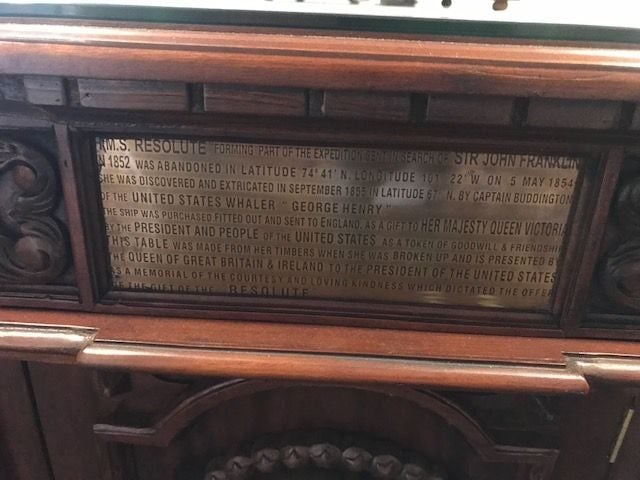 RM.S. RESOLUTE "FORMING PART OF THE EXPEDITION SENT IN SEARCH OF SIR JOHN FRANKLIN
IN 1852 WAS ABANDONED IN LATITUDE 74° 41' N. LONDITUDE 101 22' W ON 5 MAY 1854
SHE WAS DISCOVERED AND EXTRICATED IN SEPTEMBER 1855 IN LATITUDE 67° N. BY CAPTAIN BUDDINGTON
OF THE UNITED STATES WHALER "GEORGE HENRY"
THE SHIP WAS PURCHASED FITTED OUT AND SENT TO ENGLAND, AS A GIFT TO HER MAJESTY QUEEN VICTORIA
BY THE PRESIDENT AND PEOPLE OF THE UNITED STATES AS A TOKEN OF GOODWILL & FRIENDSHIP
THIS TABLE WAS MADE FROM HER TIMBERS WHEN SHE WAS BROKEN UP AND IS PRESENTED BY
THE QUEEN OF GREAT BRITAIN & IRELAND TO THE PRESIDENT OF THE UNITED STATES
AS A MEMORIAL OF THE COURTESY AND LOVING KINDNESS WHICH DICTATED THE OFFER
OF THE GIFT OF THE RESOLUTE